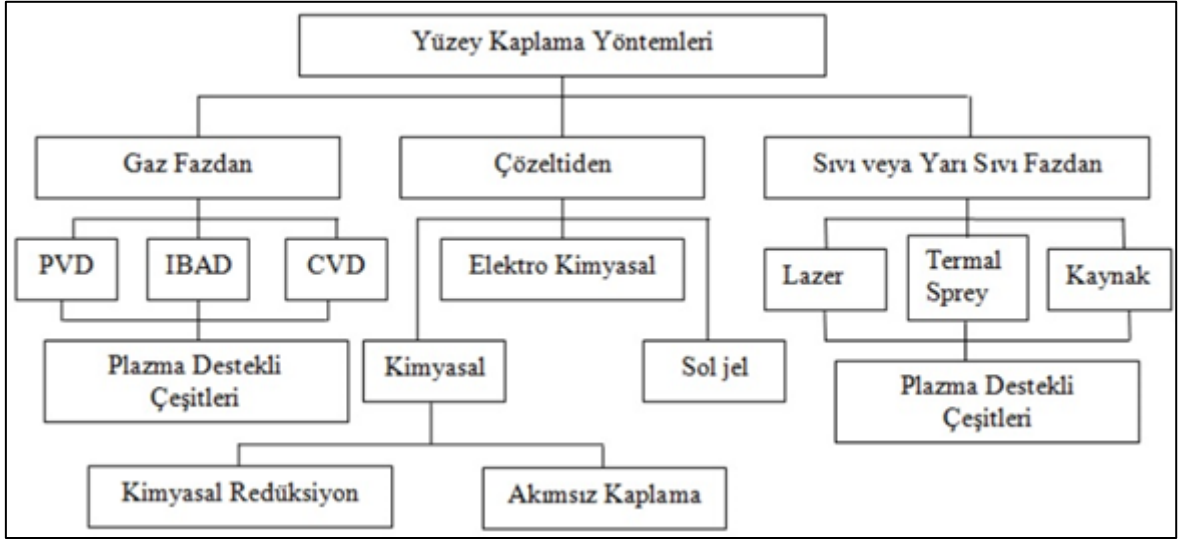 Yüzey Kaplama Yöntemleri
Gaz Fazdan
Çözeltiden
Sıvı veya Yarı Sıvı Fazdan
PVD
IBAD
CVD
Elektro Kimyasal
Lazer
Termal
Sprey
Kaynak
Plazma Destekli
Çeşitleri
Kimyasal
Sol jel
Plazma Destekli
Çeşitleri
Kimyasal Redüksiyon
Akımsız Kaplama